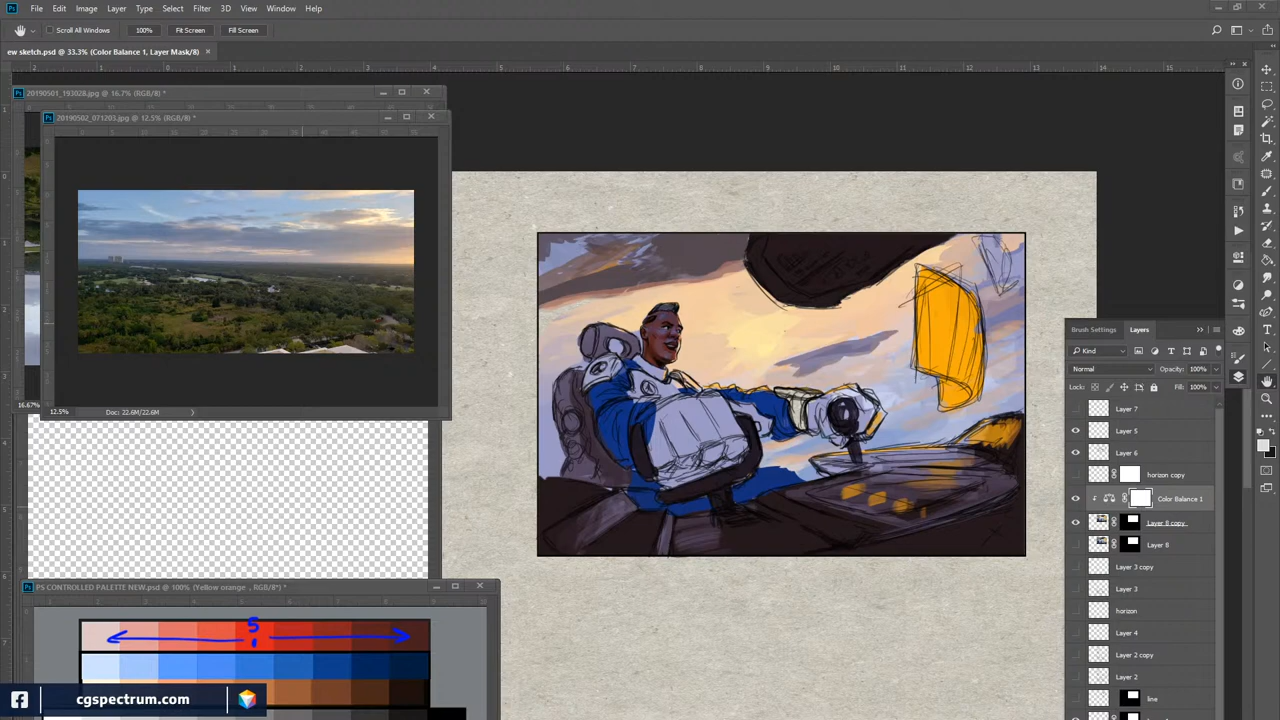 File Edit Image Layer Type Select Filter 3D View Window Help
Scroll All Windows 100% Fit Screen Fill Screen
ew sketch.psd @ 33.3% (Color Balance 1, Layer Mask/8) ×
20190501_193028.jpg @ 16.7% (RGB/8) *
20190502_071203.jpg @ 12.5% (RGB/8) *
16.67%
12.5% Doc: 22.6M/22.6M
Brush Settings Layers
Kind
Normal Opacity: 100%
Lock: Fill: 100%
Layer 7
Layer 5
Layer 6
horizon copy
Color Balance 1
Layer 8 copy
Layer 8
Layer 3 copy
Layer 3
horizon
Layer 4
Layer 2 copy
Layer 2
line
PS CONTROLLED PALETTE NEW.psd @ 100% (Yellow orange , RGB/8*) *
5
cgspectrum.com